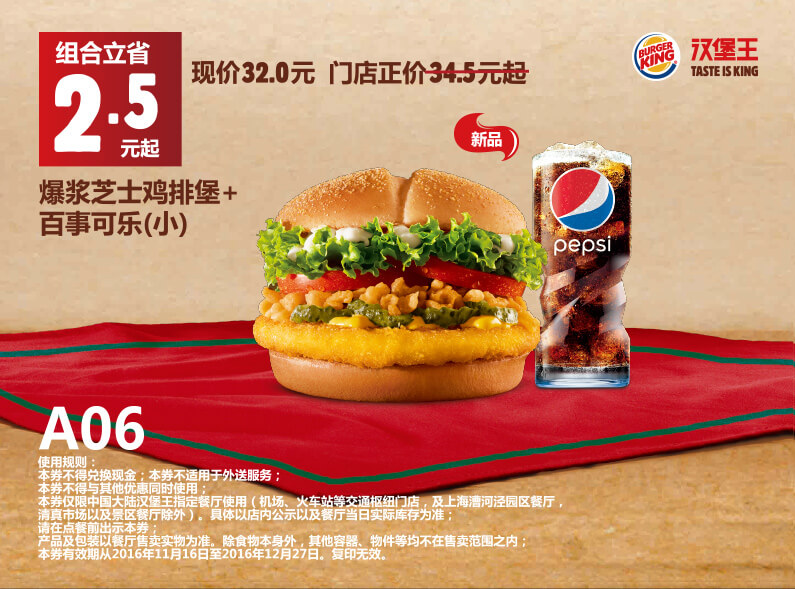 组合立省
2.5
元起
现价32.0元 门店正价34.5元起
BURGER
KING
汉堡王
TASTE IS KING
新品
爆浆芝士鸡排堡+
百事可乐(小)
pepsi
A06
使用规则：
本券不得兑换现金；本券不适用于外送服务；
本券不得与其他优惠同时使用；
本券仅限中国大陆汉堡王指定餐厅使用（机场、火车站等交通枢纽门店，及上海漕河泾园区餐厅，
清真市场以及景区餐厅除外）。具体以店内公示以及餐厅当日实际库存为准；
请在点餐前出示本券；
产品及包装以餐厅售卖实物为准。除食物本身外，其他容器、物件等均不在售卖范围之内；
本券有效期从2016年11月16日至2016年12月27日。复印无效。